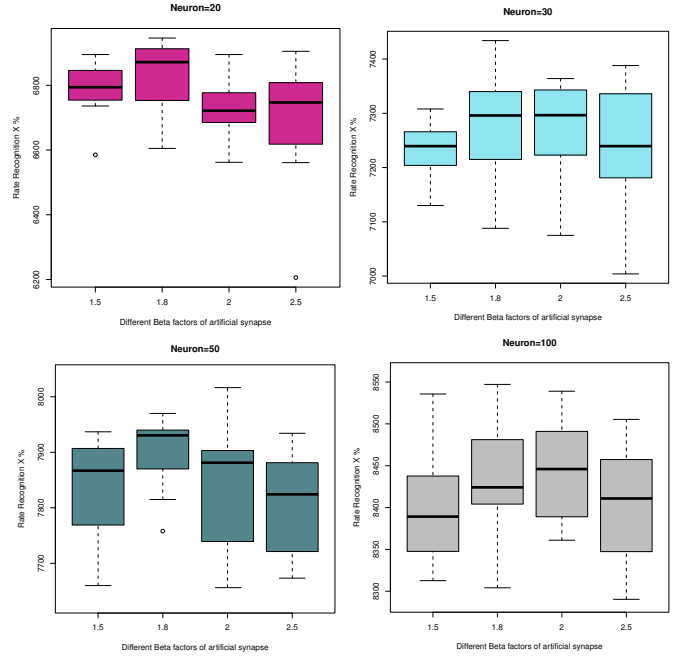 Neuron=20
Rate Recognition X %
6800
6600
6400
6200
1.5 1.8 2 2.5
Different Beta factors of artificial synapse
Neuron=30
Rate Recognition X %
7400
7300
7200
7100
7000
1.5 1.8 2 2.5
Different Beta factors of artificial synapse
Neuron=50
Rate Recognition X %
8000
7900
7800
7700
1.5 1.8 2 2.5
Different Beta factors of artificial synapse
Neuron=100
Rate Recognition X %
8550
8500
8450
8400
8350
8300
1.5 1.8 2 2.5
Different Beta factors of artificial synapse